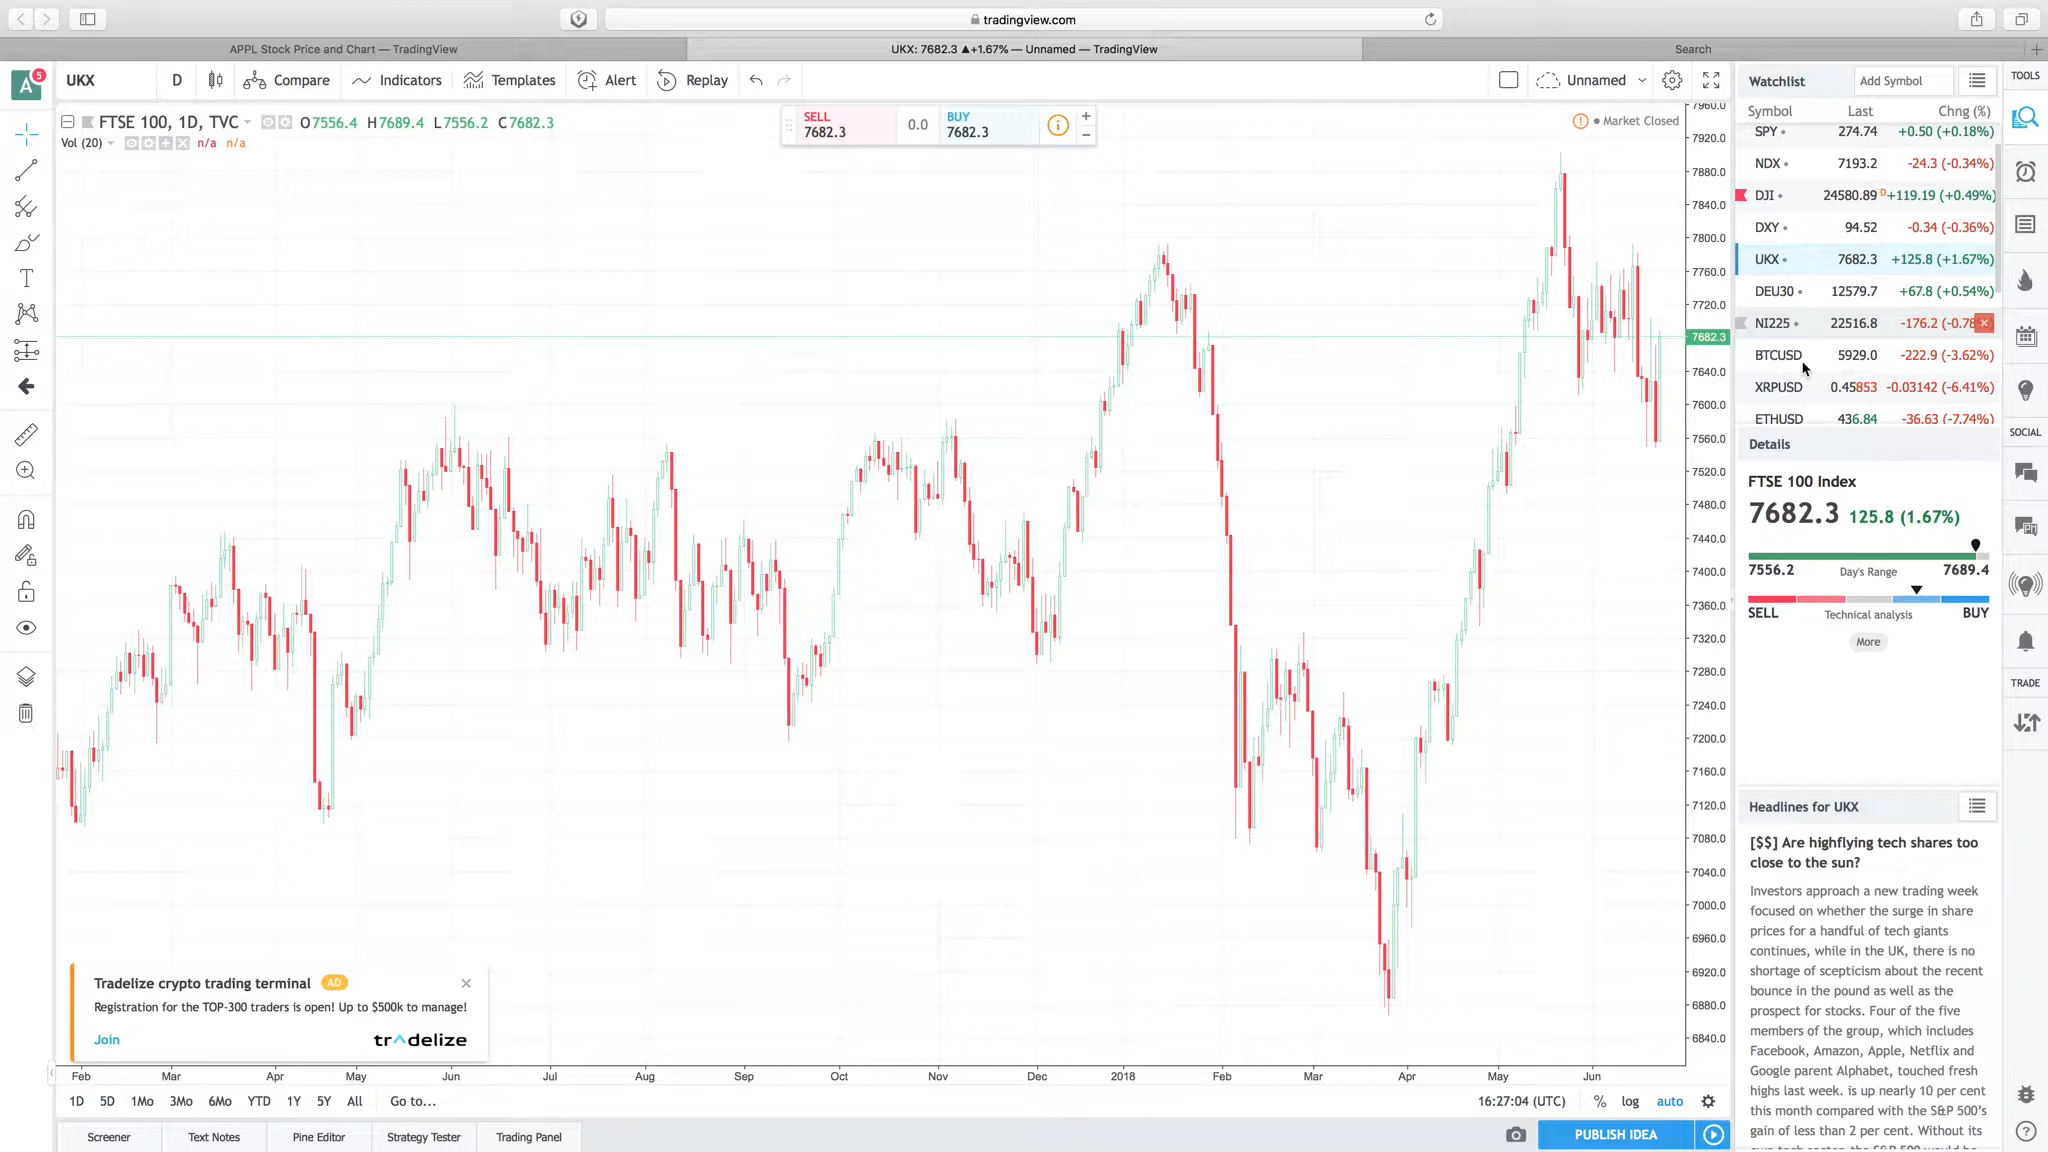 tradingview.com
APPL Stock Price and Chart — TradingView
UKX: 7682.3 ▲+1.67% — Unnamed — TradingView
Search
A 5
UKX D Compare Indicators Templates Alert Replay Unnamed
FTSE 100, 1D, TVC O7556.4 H7689.4 L7556.2 C7682.3
Vol (20) n/a n/a
SELL 7682.3
0.0
BUY 7682.3
Market Closed
7960.0
7920.0
7880.0
7840.0
7800.0
7760.0
7720.0
7682.3
7640.0
7600.0
7560.0
7520.0
7480.0
7440.0
7400.0
7360.0
7320.0
7280.0
7240.0
7200.0
7160.0
7120.0
7080.0
7040.0
7000.0
6960.0
6920.0
6880.0
6840.0
Tradelize crypto trading terminal AD
Registration for the TOP-300 traders is open! Up to $500k to manage!
Join tradelize
Feb Mar Apr May Jun Jul Aug Sep Oct Nov Dec 2018 Feb Mar Apr May Jun
1D 5D 1Mo 3Mo 6Mo YTD 1Y 5Y All Go to... 16:27:04 (UTC) % log auto
Screener Text Notes Pine Editor Strategy Tester Trading Panel PUBLISH IDEA
Watchlist Add Symbol
Symbol Last Chng (%)
SPY 274.74 +0.50 (+0.18%)
NDX 7193.2 -24.3 (-0.34%)
DJI 24580.89 D +119.19 (+0.49%)
DXY 94.52 -0.34 (-0.36%)
UKX 7682.3 +125.8 (+1.67%)
DEU30 12579.7 +67.8 (+0.54%)
NI225 22516.8 -176.2 (-0.78
BTCUSD 5929.0 -222.9 (-3.62%)
XRPUSD 0.45853 -0.03142 (-6.41%)
ETHUSD 436.84 -36.63 (-7.74%)
Details
FTSE 100 Index
7682.3 125.8 (1.67%)
7556.2 Day's Range 7689.4
SELL Technical analysis BUY
More
Headlines for UKX
[$$] Are highflying tech shares too
close to the sun?
Investors approach a new trading week
focused on whether the surge in share
prices for a handful of tech giants
continues, while in the UK, there is no
shortage of scepticism about the recent
bounce in the pound as well as the
prospect for stocks. Four of the five
members of the group, which includes
Facebook, Amazon, Apple, Netflix and
Google parent Alphabet, touched fresh
highs last week. is up nearly 10 per cent
this month compared with the S&P 500's
gain of less than 2 per cent. Without its
TOOLS
SOCIAL
TRADE